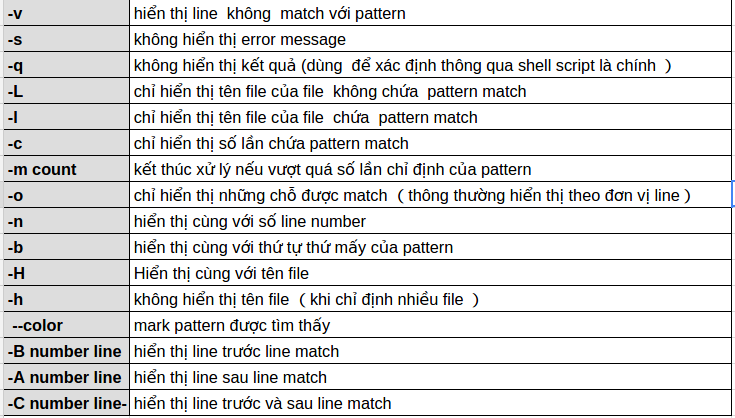 -v hiển thị line không match với pattern
-s không hiển thị error message
-q không hiển thị kết quả (dùng để xác định thông qua shell script là chính )
-L chỉ hiển thị tên file của file không chứa pattern match
-l chỉ hiển thị tên file của file chứa pattern match
-c chỉ hiển thị số lần chứa pattern match
-m count kết thúc xử lý nếu vượt quá số lần chỉ định của pattern
-o chỉ hiển thị những chỗ được match ( thông thường hiển thị theo đơn vị line )
-n hiển thị cùng với số line number
-b hiển thị cùng với thứ tự thứ mấy của pattern
-H Hiển thị cùng với tên file
-h không hiển thị tên file ( khi chỉ định nhiều file )
--color mark pattern được tìm thấy
-B number line hiển thị line trước line match
-A number line hiển thị line sau line match
-C number line- hiển thị line trước và sau line match